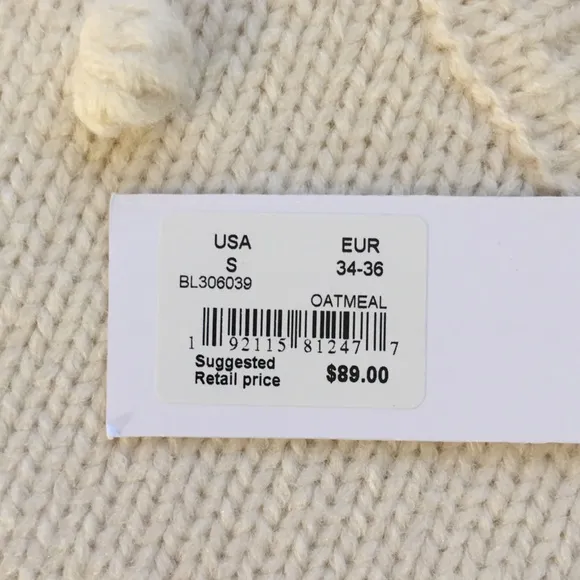 USA EUR
S 34-36
BL306039
OATMEAL
1 92115 81247 7
Suggested
Retail price $89.00